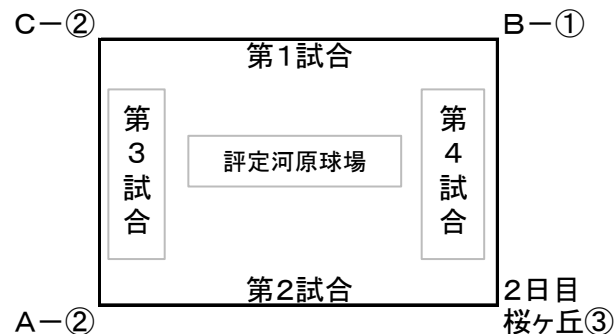 C－②
B－①
第1試合
第3試合
評定河原球場
第4試合
第2試合
A－②
2日目
桜ヶ丘③